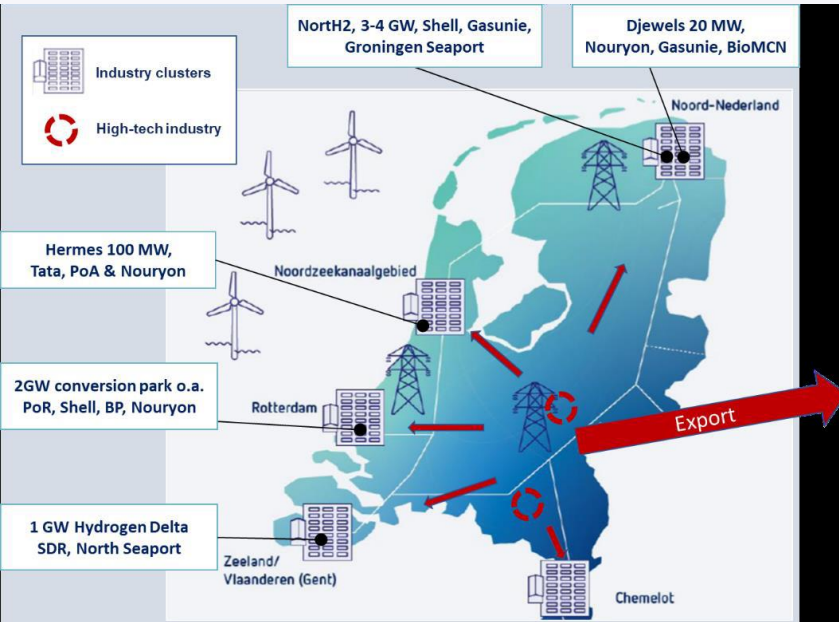 NortH2, 3-4 GW, Shell, Gasunie,
Groningen Seaport
Djewels 20 MW,
Nouryon, Gasunie, BioMCN
Industry clusters
High-tech industry
Noord-Nederland
Hermes 100 MW,
Tata, PoA & Nouryon
Noordzeekanaalgebied
2GW conversion park o.a.
PoR, Shell, BP, Nouryon
Rotterdam
Export
1 GW Hydrogen Delta
SDR, North Seaport
Zeeland/
Vlaanderen (Gent)
Chemelot